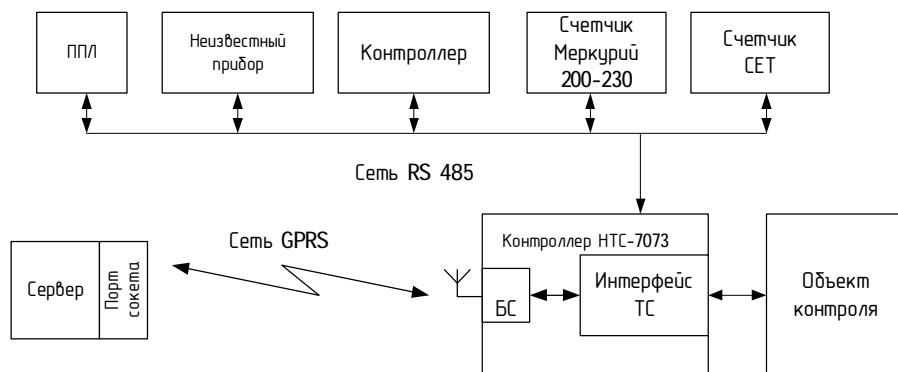 ППЛ
Неизвестный
прибор
Контроллер
Счетчик
Меркурий
200-230
Счетчик
СЕТ
Сеть RS 485
Сеть GPRS
Сервер
Порт
сокета
Контроллер НТС-7073
БС
Интерфейс
ТС
Объект
контроля